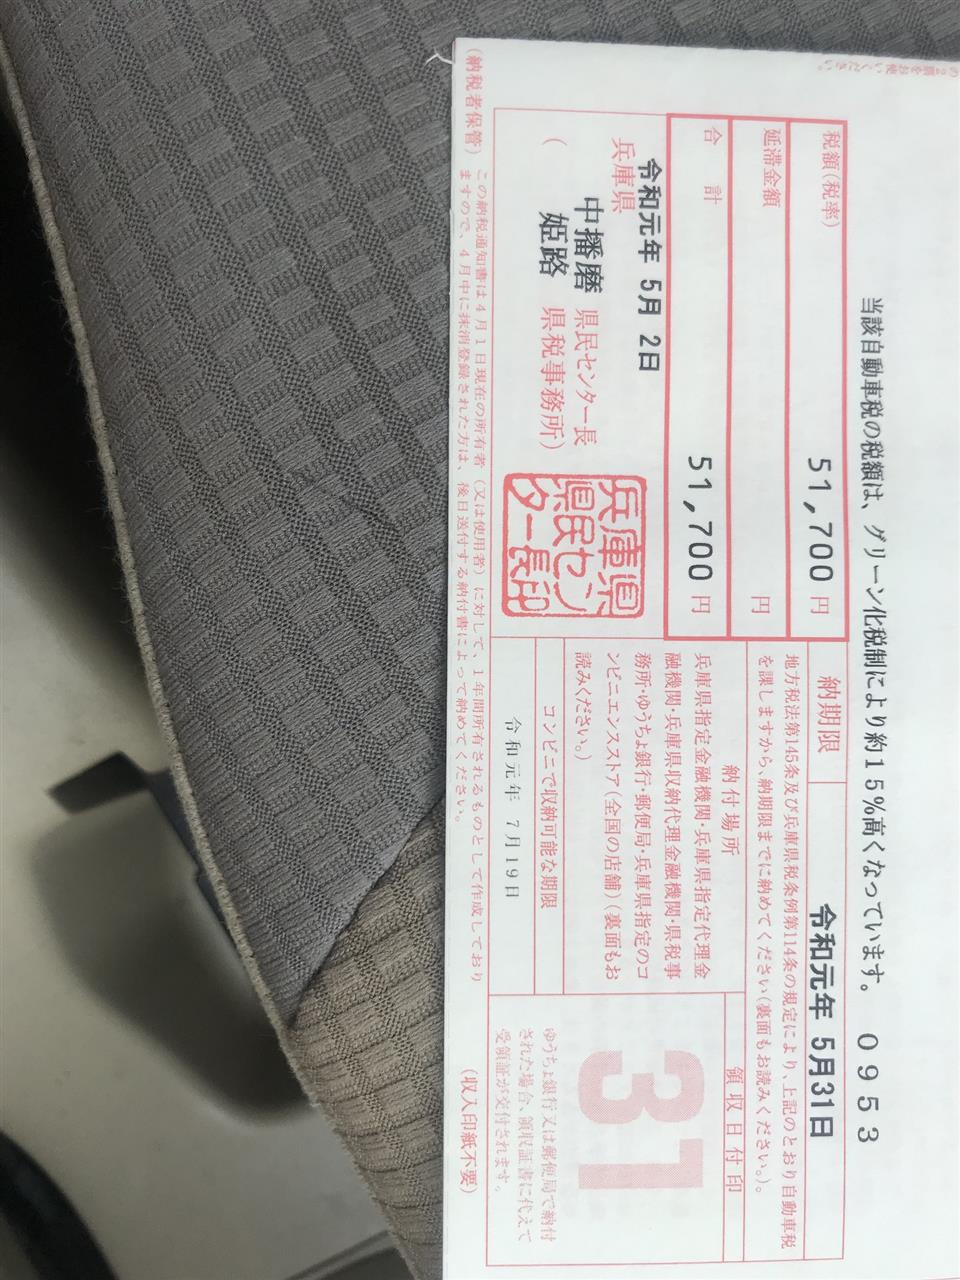 の2箇をお使いください。
当該自動車税の税額は、グリーン化税制により約15%高くなっています。 0953
税額(税率) 51,700 円
延滞金額 円
合計 51,700 円
納期限 令和元年 5月31日
地方税法第145条及び兵庫県税条例第114条の規定により、上記のとおり自動車税
を課しますから、納期限までに納めてください(裏面もお読みください。)。
令和元年 5月 2日
兵庫県
中播磨 県民センター長
( 姫路 県税事務所)
兵庫県
県民セン
ター長印
納付場所
兵庫県指定金融機関・兵庫県指定代理金
融機関・兵庫県収納代理金融機関・県税事
務所・ゆうちょ銀行・郵便局・兵庫県指定のコ
ンビニエンスストア(全国の店舗)(裏面もお
読みください。)
コンビニで収納可能な期限
令和元年 7月19日
領収日付印
31
ゆうちょ銀行又は郵便局で納付
された場合、領収証書に代えて
受領証が交付されます。
(納税者保管)
この納税通知書は4月1日現在の所有者(又は使用者)に対して、1年間所有されるものとして作成しており
ますので、4月中に抹消登録された方は、後日送付する納付書によって納めてください。
(収入印紙不要)